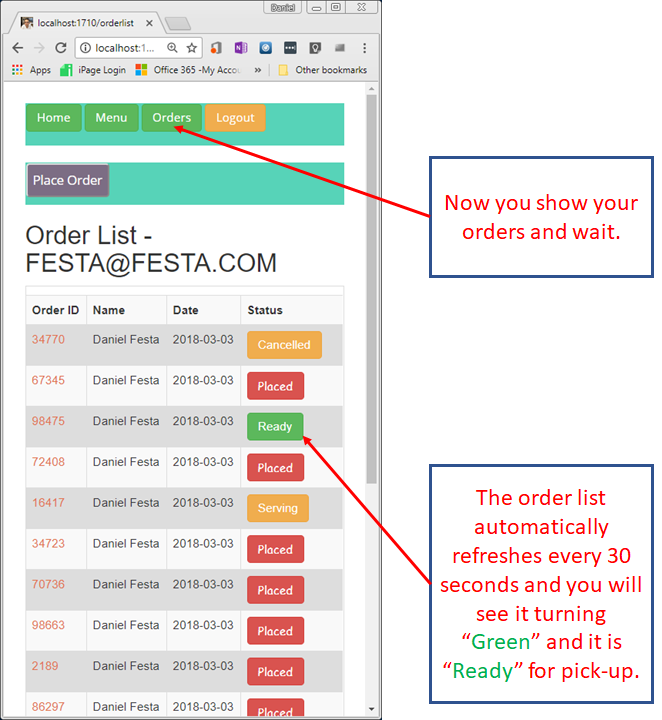 Daniel
localhost:1710/orderlist
localhost:1...
Apps iPage Login Office 365 -My Accou » Other bookmarks
Home Menu Orders Logout
Place Order
Order List -
FESTA@FESTA.COM
Order ID Name Date Status
34770 Daniel Festa 2018-03-03 Cancelled
67345 Daniel Festa 2018-03-03 Placed
98475 Daniel Festa 2018-03-03 Ready
72408 Daniel Festa 2018-03-03 Placed
16417 Daniel Festa 2018-03-03 Serving
34723 Daniel Festa 2018-03-03 Placed
70736 Daniel Festa 2018-03-03 Placed
98663 Daniel Festa 2018-03-03 Placed
2189 Daniel Festa 2018-03-03 Placed
86297 Daniel Festa 2018-03-03 Placed
Now you show your
orders and wait.
The order list
automatically
refreshes every 30
seconds and you will
see it turning
“Green” and it is
“Ready” for pick-up.